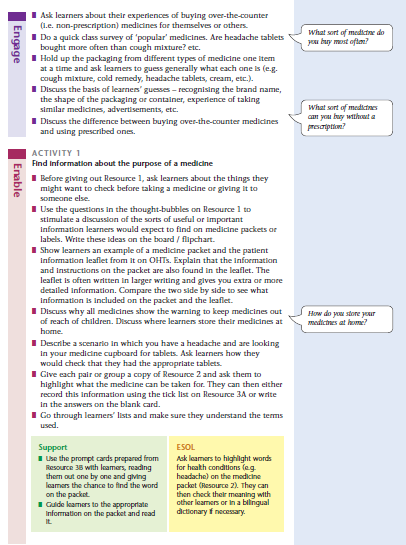 Engage
Ask learners about their experiences of buying over-the-counter
(i.e. non-prescription) medicines for themselves or others.
Do a quick class survey of 'popular' medicines. Are headache tablets
bought more often than cough mixture? etc.
Hold up the packaging from different types of medicine one item
at a time and ask learners to guess generally what each one is (e.g.
cough mixture, cold remedy, headache tablets, cream, etc.).
Discuss the basis of learners' guesses – recognising the brand name,
the shape of the packaging or container, experience of taking
similar medicines, advertisements, etc.
Discuss the difference between buying over-the-counter medicines
and using prescribed ones.
What sort of medicine do
you buy most often?
What sort of medicines
can you buy without a
prescription?
Enable
ACTIVITY 1
Find information about the purpose of a medicine
Before giving out Resource 1, ask learners about the things they
might want to check before taking a medicine or giving it to
someone else.
Use the questions in the thought-bubbles on Resource 1 to
stimulate a discussion of the sorts of useful or important
information learners would expect to find on medicine packets or
labels. Write these ideas on the board / flipchart.
Show learners an example of a medicine packet and the patient
information leaflet from it on OHTs. Explain that the information
and instructions on the packet are also found in the leaflet. The
leaflet is often written in larger writing and gives you extra or more
detailed information. Compare the two side by side to see what
information is included on the packet and the leaflet.
Discuss why all medicines show the warning to keep medicines out
of reach of children. Discuss where learners store their medicines at
home.
How do you store your
medicines at home?
Describe a scenario in which you have a headache and are looking
in your medicine cupboard for tablets. Ask learners how they
would check that they had the appropriate tablets.
Give each pair or group a copy of Resource 2 and ask them to
highlight what the medicine can be taken for. They can then either
record this information using the tick list on Resource 3A or write
in the answers on the blank card.
Go through learners' lists and make sure they understand the terms
used.
Support
Use the prompt cards prepared from
Resource 3B with learners, reading
them out one by one and giving
learners the chance to find the word
on the packet.
Guide learners to the appropriate
information on the packet and read
it.
ESOL
Ask learners to highlight words
for health conditions (e.g.
headache) on the medicine
packet (Resource 2). They can
then check their meaning with
other learners or in a bilingual
dictionary if necessary.